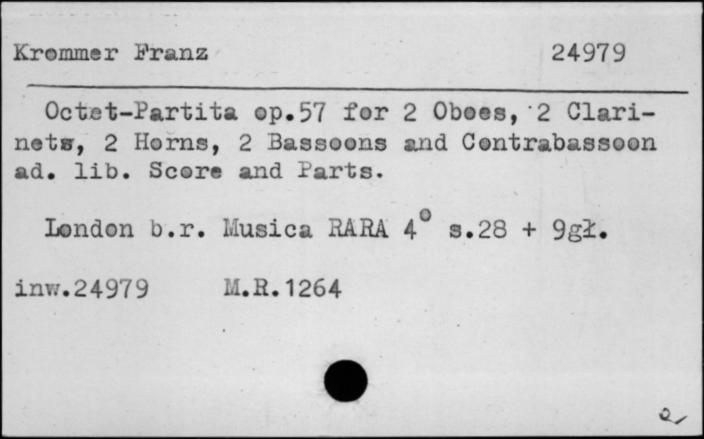 Krommer Franz 24979
Octet-Partita op.57 for 2 Oboes, 2 Clari-
nets, 2 Horns, 2 Bassoons and Contrabassoon
ad. lib. Score and Parts.
London b.r. Musica RARA 4° s.28 + 9gł.
inw.24979 M.R.1264